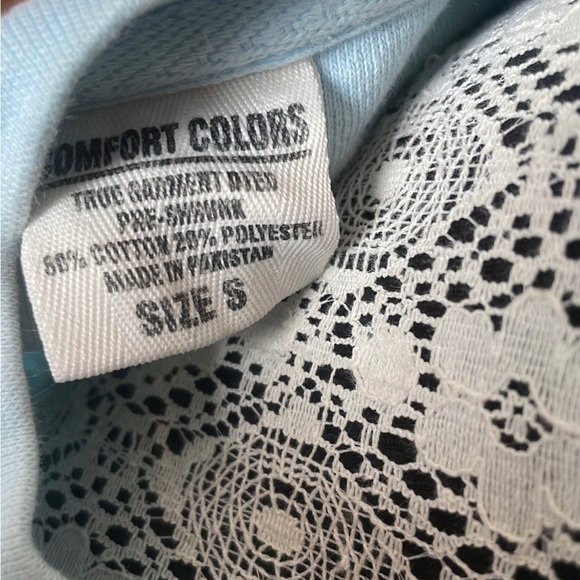 COMFORT COLORS
TRUE GARMENT DYED
PRE-SHRUNK
80% COTTON 20% POLYESTER
MADE IN PAKISTAN
SIZE S